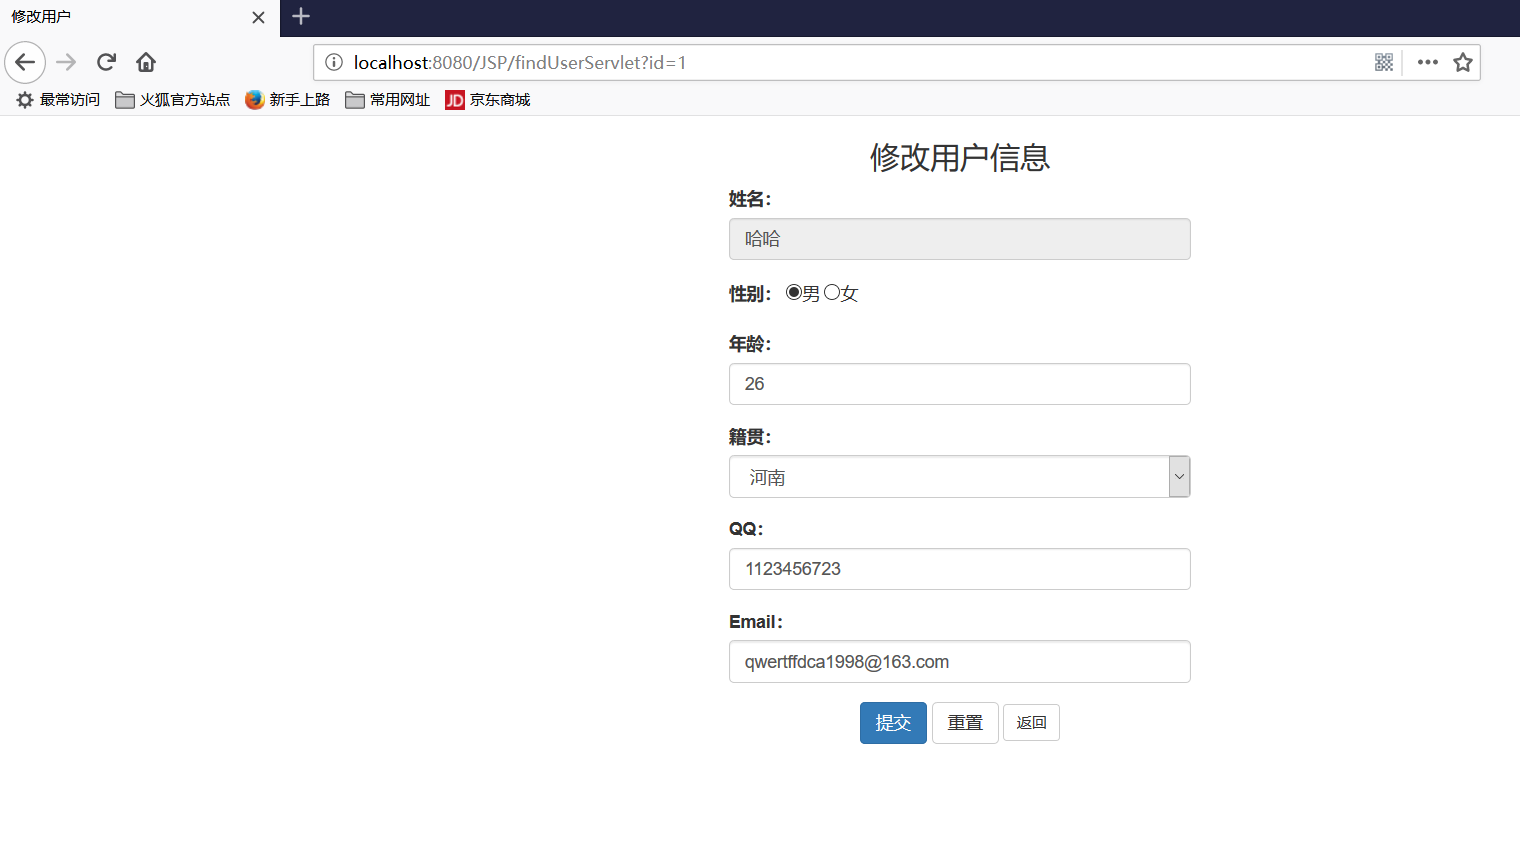 修改用户
localhost:8080/JSP/findUserServlet?id=1
最常访问 火狐官方站点 新手上路 常用网址 JD 京东商城
修改用户信息
姓名：
哈哈
性别： 男 女
年龄：
26
籍贯：
河南
QQ：
1123456723
Email：
qwertffdca1998@163.com
提交 重置 返回